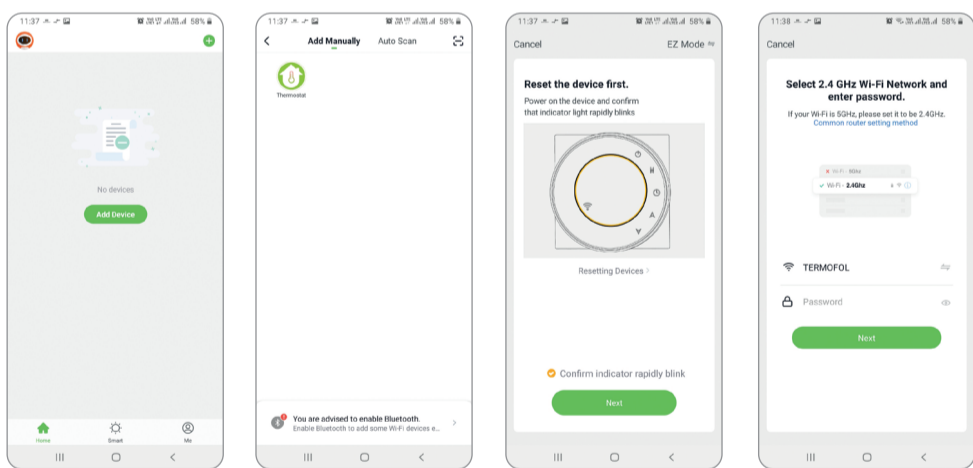 11:37
58%
No devices
Add Device
Home
Smart
Me
11:37
58%
Add Manually
Auto Scan
Thermostat
You are advised to enable Bluetooth.
Enable Bluetooth to add some Wi-Fi devices e...
11:37
58%
Cancel
EZ Mode
Reset the device first.
Power on the device and confirm
that indicator light rapidly blinks
M
Resetting Devices
Confirm indicator rapidly blink
Next
11:38
58%
Cancel
Select 2.4 GHz Wi-Fi Network and
enter password.
If your Wi-Fi is 5GHz, please set it to be 2.4GHz.
Common router setting method
Wi-Fi - 5Ghz
Wi-Fi - 2.4Ghz
TERMOFOL
Password
Next